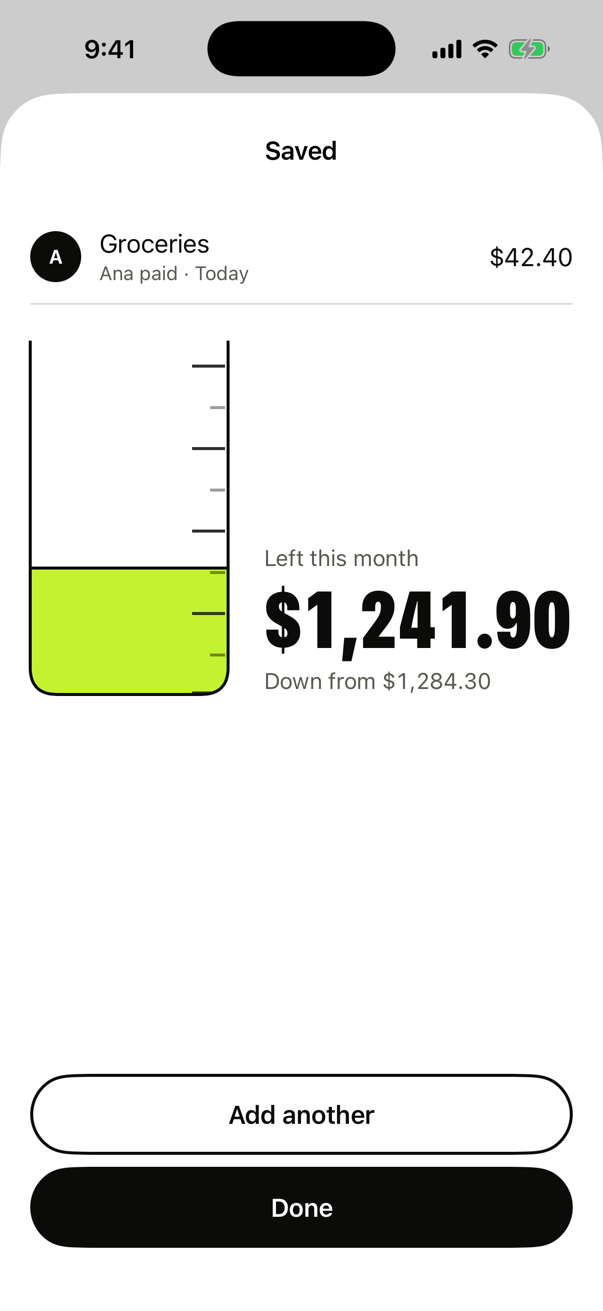 9:41
Saved
A
Groceries
$42.40
Ana paid · Today
Left this month
$1,241.90
Down from $1,284.30
Add another
Done